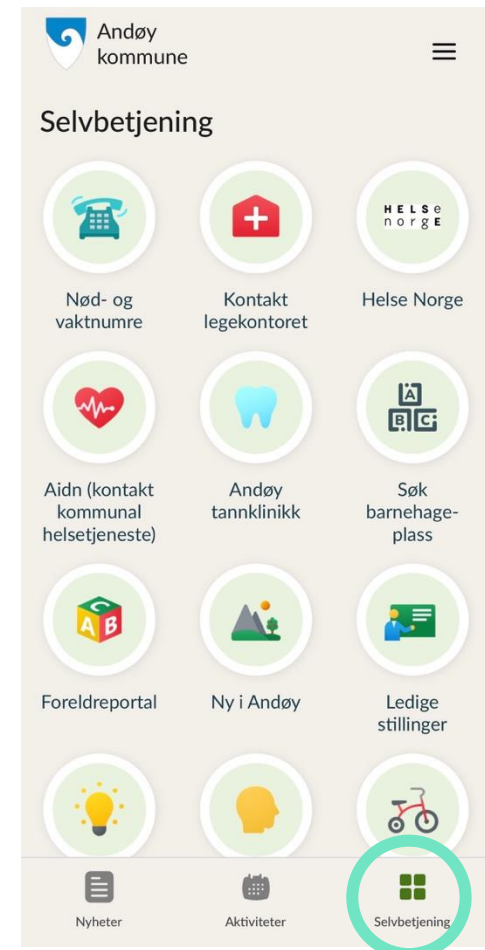 Andøy
kommune
Selvbetjening
HELSe
norgE
Nød- og
vaktnumre
Kontakt
legekontoret
Helse Norge
A
B C
Aidn (kontakt
kommunal
helsetjeneste)
Andøy
tannklinikk
Søk
barnehage-
plass
C
A B
Foreldreportal
Ny i Andøy
Ledige
stillinger
Nyheter
Aktiviteter
Selvbetjening